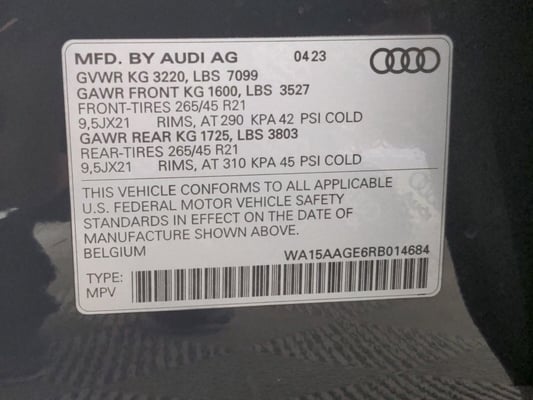 MFD. BY AUDI AG 0423
GVWR KG 3220, LBS 7099
GAWR FRONT KG 1600, LBS 3527
FRONT-TIRES 265/45 R21
9,5JX21 RIMS, AT 290 KPA 42 PSI COLD
GAWR REAR KG 1725, LBS 3803
REAR-TIRES 265/45 R21
9,5JX21 RIMS, AT 310 KPA 45 PSI COLD
THIS VEHICLE CONFORMS TO ALL APPLICABLE
U.S. FEDERAL MOTOR VEHICLE SAFETY
STANDARDS IN EFFECT ON THE DATE OF
MANUFACTURE SHOWN ABOVE.
BELGIUM WA15AAGE6RB014684
TYPE:
MPV